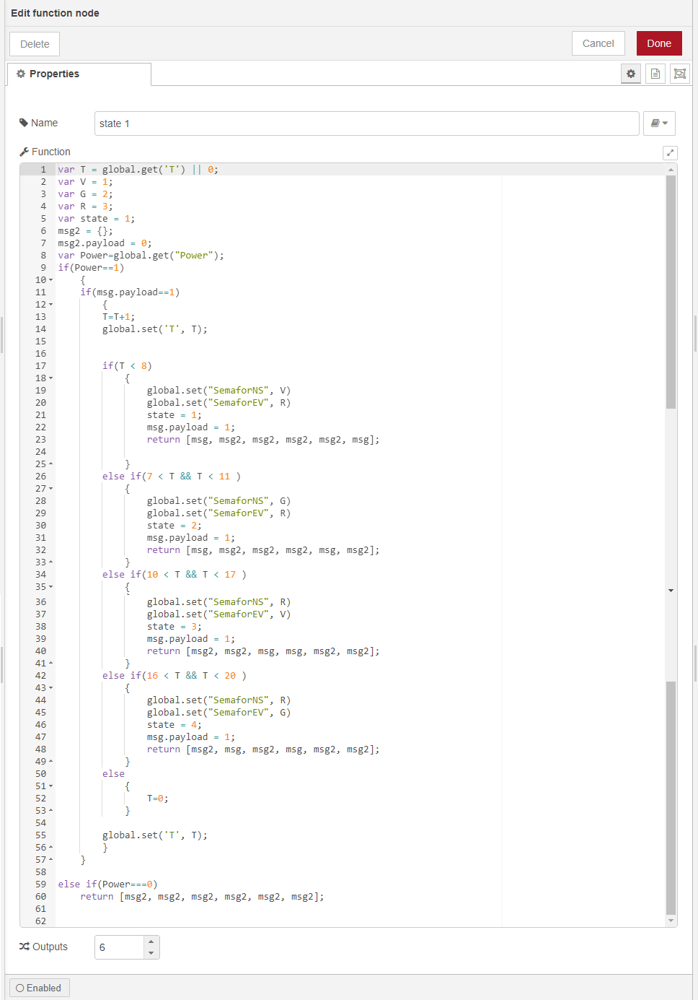 Edit function node
Delete
Cancel
Done
Properties
Name
state 1
Function
1 var T = global.get('T') || 0;
2 var V = 1;
3 var G = 2;
4 var R = 3;
5 var state = 1;
6 msg2 = {};
7 msg2.payload = 0;
8 var Power=global.get("Power");
9 if(Power==1)
10 {
11 if(msg.payload==1)
12 {
13 T=T+1;
14 global.set('T', T);
15
16
17 if(T < 8)
18 {
19 global.set("SemaforNS", V)
20 global.set("SemaforEV", R)
21 state = 1;
22 msg.payload = 1;
23 return [msg, msg2, msg2, msg2, msg2, msg];
24
25 }
26 else if(7 < T && T < 11 )
27 {
28 global.set("SemaforNS", G)
29 global.set("SemaforEV", R)
30 state = 2;
31 msg.payload = 1;
32 return [msg, msg2, msg2, msg2, msg, msg2];
33 }
34 else if(10 < T && T < 17 )
35 {
36 global.set("SemaforNS", R)
37 global.set("SemaforEV", V)
38 state = 3;
39 msg.payload = 1;
40 return [msg2, msg2, msg, msg, msg2, msg2];
41 }
42 else if(16 < T && T < 20 )
43 {
44 global.set("SemaforNS", R)
45 global.set("SemaforEV", G)
46 state = 4;
47 msg.payload = 1;
48 return [msg2, msg, msg2, msg, msg2, msg2];
49 }
50 else
51 {
52 T=0;
53 }
54
55 global.set('T', T);
56 }
57 }
58
59 else if(Power===0)
60 return [msg2, msg2, msg2, msg2, msg2, msg2];
61
62
Outputs
6
Enabled